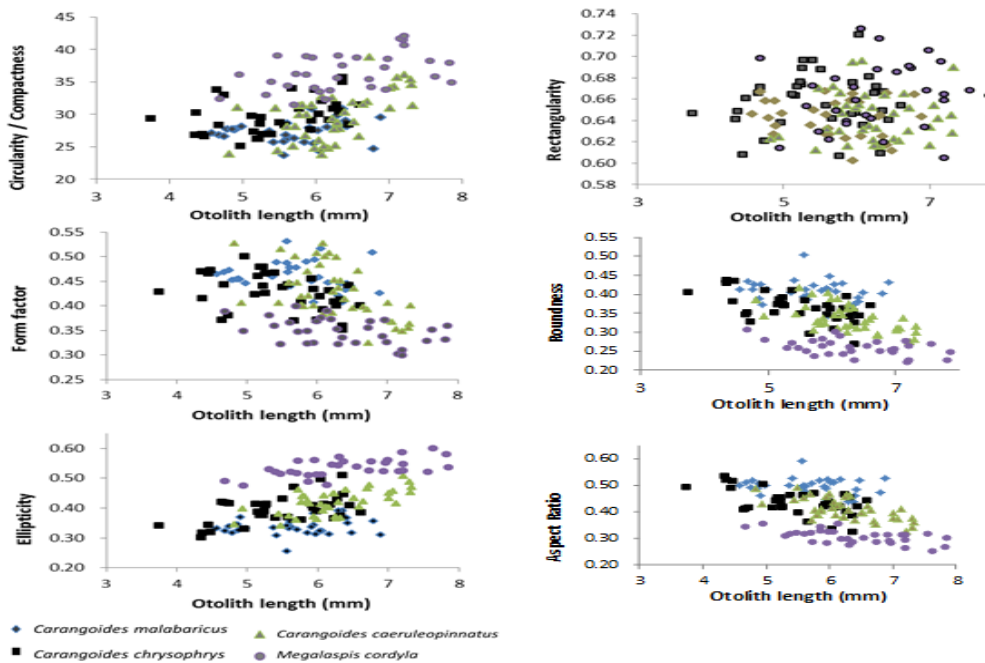 Circularity / Compactness
45
40
35
30
25
20
3 4 5 6 7 8
Otolith length (mm)
Rectangularity
0.74
0.72
0.70
0.68
0.66
0.64
0.62
0.60
0.58
3 5 7
Otolith length (mm)
Form factor
0.55
0.50
0.45
0.40
0.35
0.30
0.25
3 4 5 6 7 8
Otolith length (mm)
Roundness
0.55
0.50
0.45
0.40
0.35
0.30
0.25
0.20
3 5 7
Otolith length (mm)
Ellipticity
0.60
0.50
0.40
0.30
0.20
3 4 5 6 7 8
Otolith length (mm)
Aspect Ratio
0.60
0.50
0.40
0.30
0.20
3 4 5 6 7 8
Otolith length (mm)
Carangoides malabaricus
Carangoides caeruleopinnatus
Carangoides chrysophrys
Megalaspis cordyla